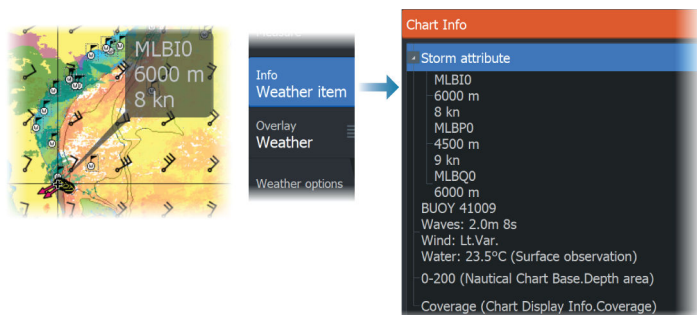 MLBI0
6000 m
8 kn
Info
Weather item
Overlay
Weather
Weather options
Chart Info
Storm attribute
MLBI0
6000 m
8 kn
MLBP0
4500 m
9 kn
MLBQ0
6000 m
BUOY 41009
Waves: 2.0m 8s
Wind: Lt.Var.
Water: 23.5°C (Surface observation)
0-200 (Nautical Chart Base.Depth area)
Coverage (Chart Display Info.Coverage)